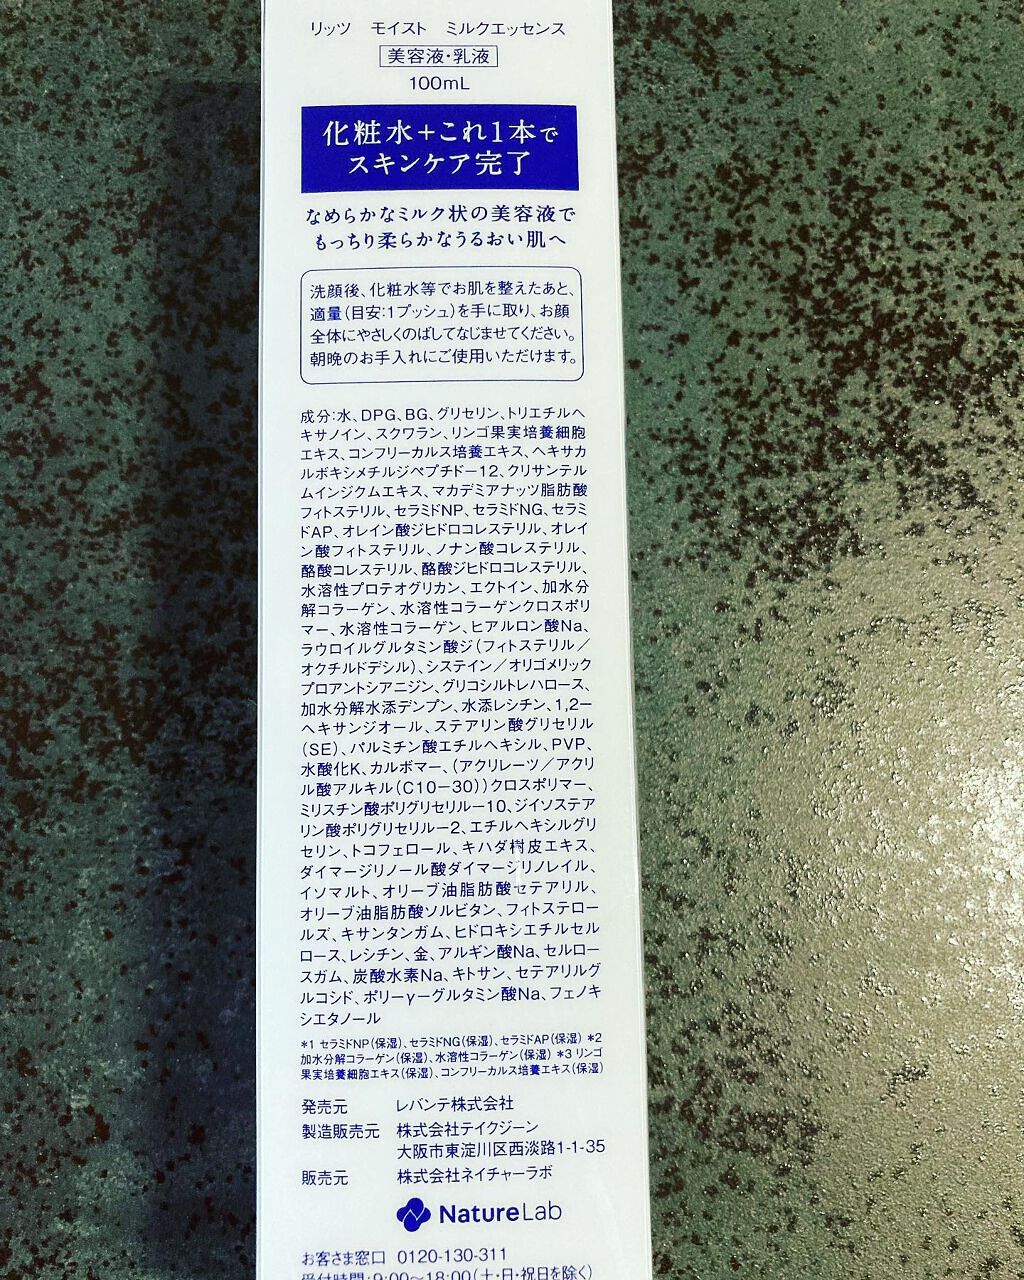 リッツ モイスト ミルクエッセンス
美容液・乳液
100mL
化粧水+これ1本で
スキンケア完了
なめらかなミルク状の美容液で
もっちり柔らかなうるおい肌へ
洗顔後、化粧水等でお肌を整えたあと、
適量(目安:1プッシュ)を手に取り、お顔
全体にやさしくのばしてなじませてください。
朝晩のお手入れにご使用いただけます。
成分:水、DPG、BG、グリセリン、トリエチルヘ
キサノイン、スクワラン、リンゴ果実培養細胞
エキス、コンフリーカルス培養エキス、ヘキサカ
ルボキシメチルジペプチド−12、クリサンテル
ムインジクムエキス、マカデミアナッツ脂肪酸
フィトステリル、セラミドNP、セラミドNG、セラミ
ドAP、オレイン酸ジヒドロコレステリル、オレイ
ン酸フィトステリル、ノナン酸コレステリル、
酪酸コレステリル、酪酸ジヒドロコレステリル、
水溶性プロテオグリカン、エクトイン、加水分
解コラーゲン、水溶性コラーゲンクロスポリ
マー、水溶性コラーゲン、ヒアルロン酸Na、
ラウロイルグルタミン酸ジ(フィトステリル/
オクチルドデシル)、システイン/オリゴメリック
プロアントシアニジン、グリコシルトレハロース、
加水分解水添デンプン、水添レシチン、1,2−
ヘキサンジオール、ステアリン酸グリセリル
(SE)、パルミチン酸エチルヘキシル、PVP、
水酸化K、カルボマー、(アクリレーツ/アクリ
ル酸アルキル(C10−30))クロスポリマー、
ミリスチン酸ポリグリセリル−10、ジイソステア
リン酸ポリグリセリル−2、エチルヘキシルグリ
セリン、トコフェロール、キハダ樹皮エキス、
ダイマージリノール酸ダイマージリノレイル、
イソマルト、オリーブ油脂肪酸セテアリル、
オリーブ油脂肪酸ソルビタン、フィトステロー
ルズ、キサンタンガム、ヒドロキシエチルセル
ロース、レシチン、金、アルギン酸Na、セルロー
スガム、炭酸水素Na、キトサン、セテアリルグ
ルコシド、ポリ−γ−グルタミン酸Na、フェノキ
シエタノール
*1 セラミドNP(保湿)、セラミドNG(保湿)、セラミドAP(保湿) *2
加水分解コラーゲン(保湿)、水溶性コラーゲン(保湿) *3 リンゴ
果実培養細胞エキス(保湿)、コンフリーカルス培養エキス(保湿)
発売元 レバンテ株式会社
製造販売元 株式会社テイクジーン
大阪市東淀川区西淡路1-1-35
販売元 株式会社ネイチャーラボ
NatureLab
お客さま窓口 0120-130-311
受付時間:9:00〜18:00(土・日・祝日を除く)